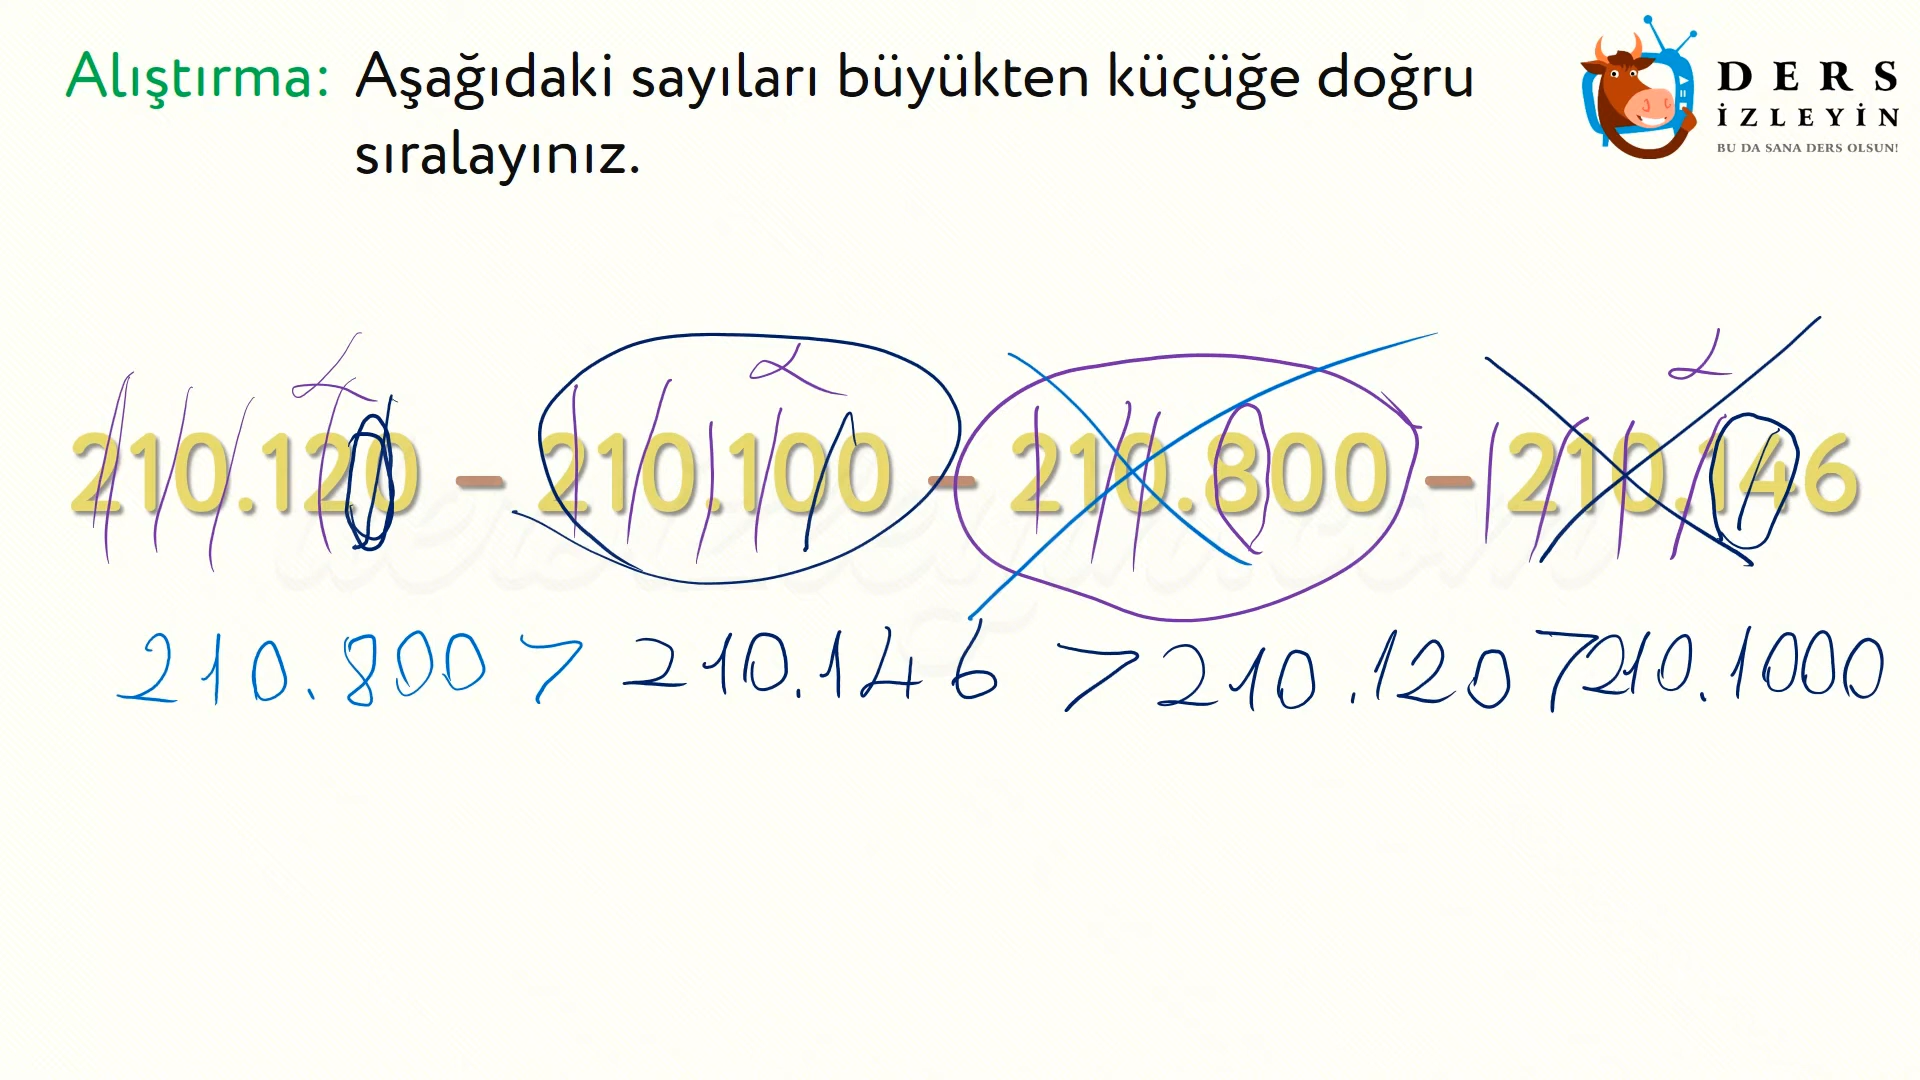 Alıştırma: Aşağıdaki sayıları büyükten küçüğe doğru
sıralayınız.
DERS
İZLEYİN
BU DA SANA DERS OLSUN!
210.120 - 210.100 - 210.800 - 210.146
210.800 > 210.146 > 210.120 > 210.1000